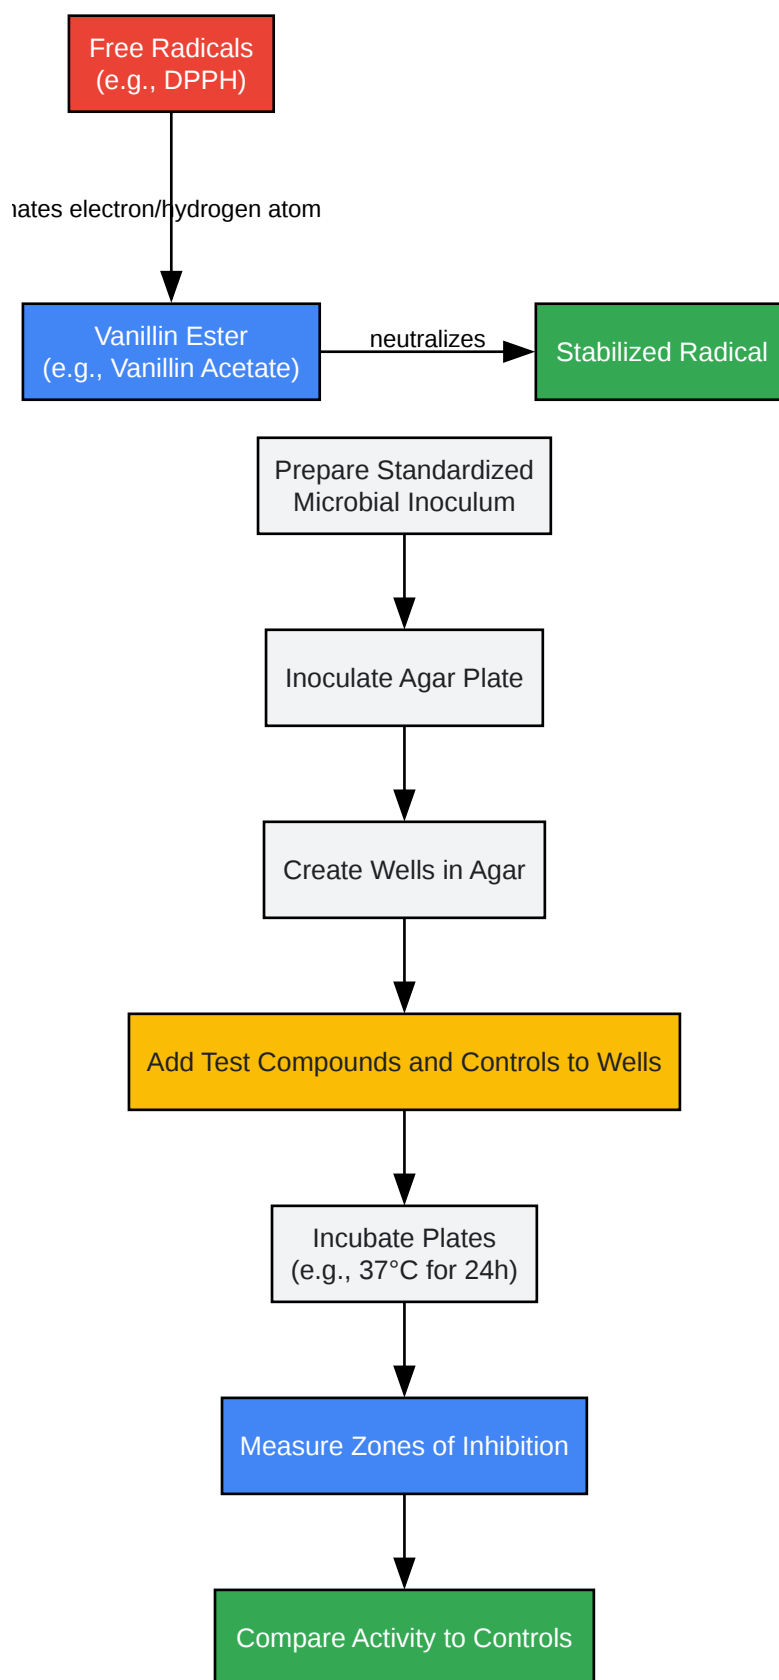 Free Radicals
(e.g., DPPH)
electron/hydrogen atom
Vanillin Ester
(e.g., Vanillin Acetate)
neutralizes
Stabilized Radical
Prepare Standardized
Microbial Inoculum
Inoculate Agar Plate
Create Wells in Agar
Add Test Compounds and Controls to Wells
Incubate Plates
(e.g., 37°C for 24h)
Measure Zones of Inhibition
Compare Activity to Controls